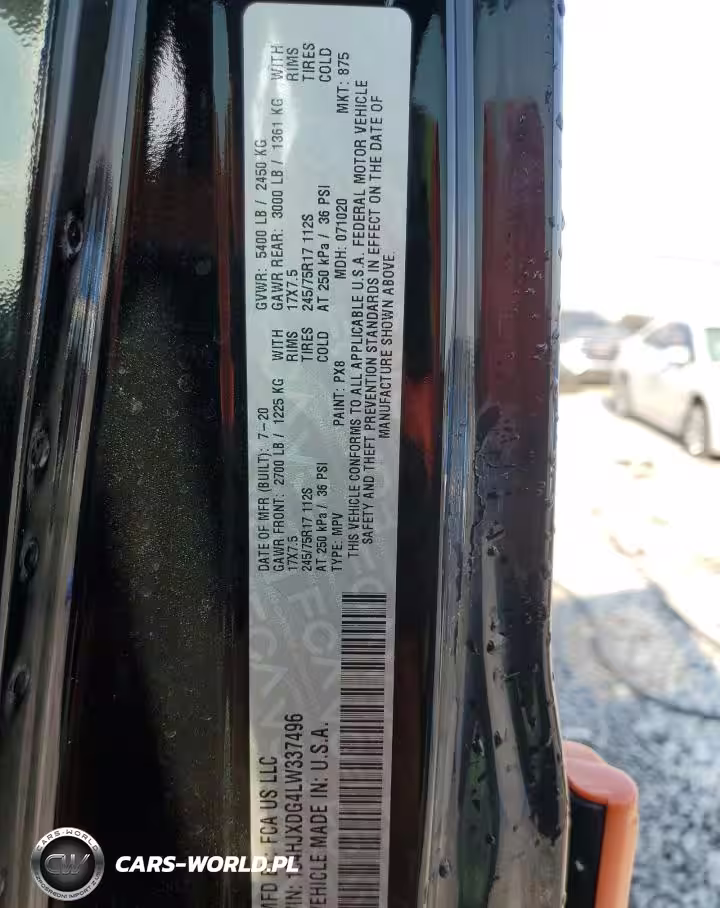 DATE OF MFR (BUILT): 7-20 GVWR: 5400 LB / 2450 KG
GAWR FRONT: 2700 LB / 1225 KG WITH GAWR REAR: 3000 LB / 1361 KG WITH
17X7.5 RIMS 17X7.5 RIMS
245/75R17 112S TIRES 245/75R17 112S TIRES
AT 250 kPa / 36 PSI COLD AT 250 kPa / 36 PSI COLD
TYPE: MPV PAINT: PX8 MDH: 071020 MKT: 875
THIS VEHICLE CONFORMS TO ALL APPLICABLE U.S.A. FEDERAL MOTOR VEHICLE
SAFETY AND THEFT PREVENTION STANDARDS IN EFFECT ON THE DATE OF
MANUFACTURE SHOWN ABOVE.
MFD FCA US LLC
IN: HJXDG4LW337496
VEHICLE MADE IN: U.S.A.
CARS-WORLD.PL
CW